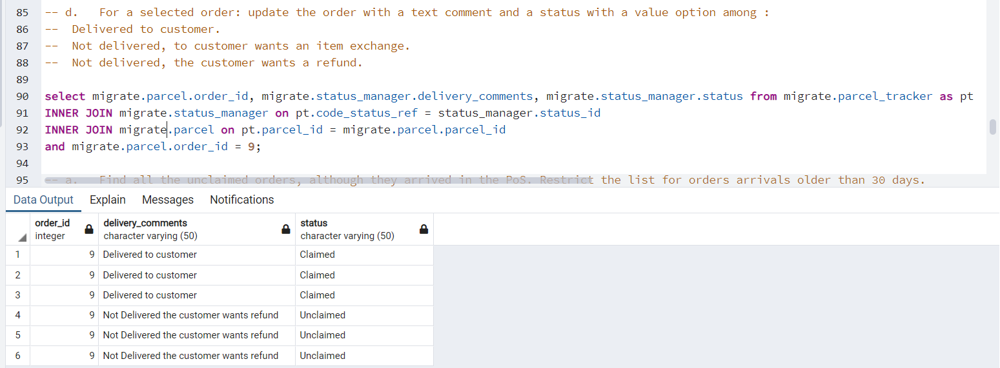 85 -- d.   For a selected order: update the order with a text comment and a status with a value option among :
86 --  Delivered to customer.
87 --  Not delivered, to customer wants an item exchange.
88 --  Not delivered, the customer wants a refund.
89
90 select migrate.parcel.order_id, migrate.status_manager.delivery_comments, migrate.status_manager.status from migrate.parcel_tracker as pt
91 INNER JOIN migrate.status_manager on pt.code_status_ref = status_manager.status_id
92 INNER JOIN migrate.parcel on pt.parcel_id = migrate.parcel.parcel_id
93 and migrate.parcel.order_id = 9;
94
95 -- a.   Find all the unclaimed orders, although they arrived in the PoS. Restrict the list for orders arrivals older than 30 days.
Data Output Explain Messages Notifications
order_id delivery_comments status
integer character varying (50) character varying (50)
1 9 Delivered to customer Claimed
2 9 Delivered to customer Claimed
3 9 Delivered to customer Claimed
4 9 Not Delivered the customer wants refund Unclaimed
5 9 Not Delivered the customer wants refund Unclaimed
6 9 Not Delivered the customer wants refund Unclaimed